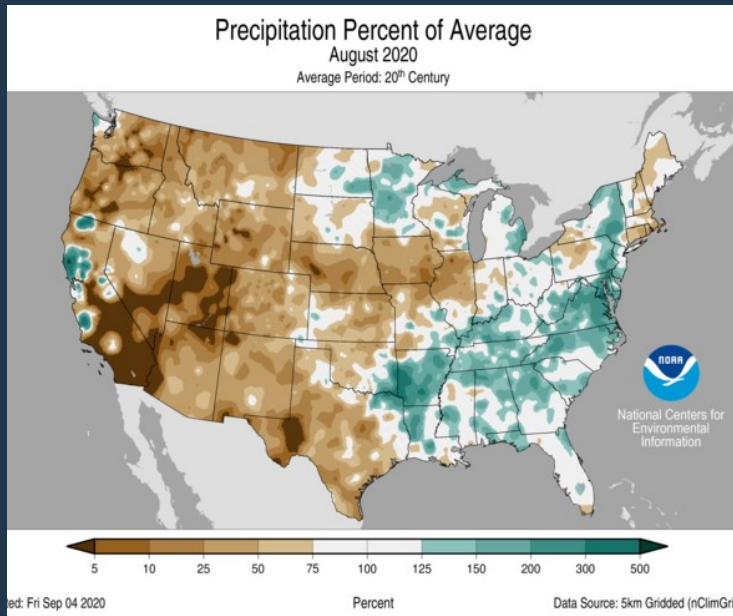 Precipitation Percent of Average
August 2020
Average Period: 20th Century
NOAA
National Centers for
Environmental
Information
5 10 25 50 75 100 125 150 200 300 500
ted: Fri Sep 04 2020 Percent Data Source: 5km Gridded (nClimGri